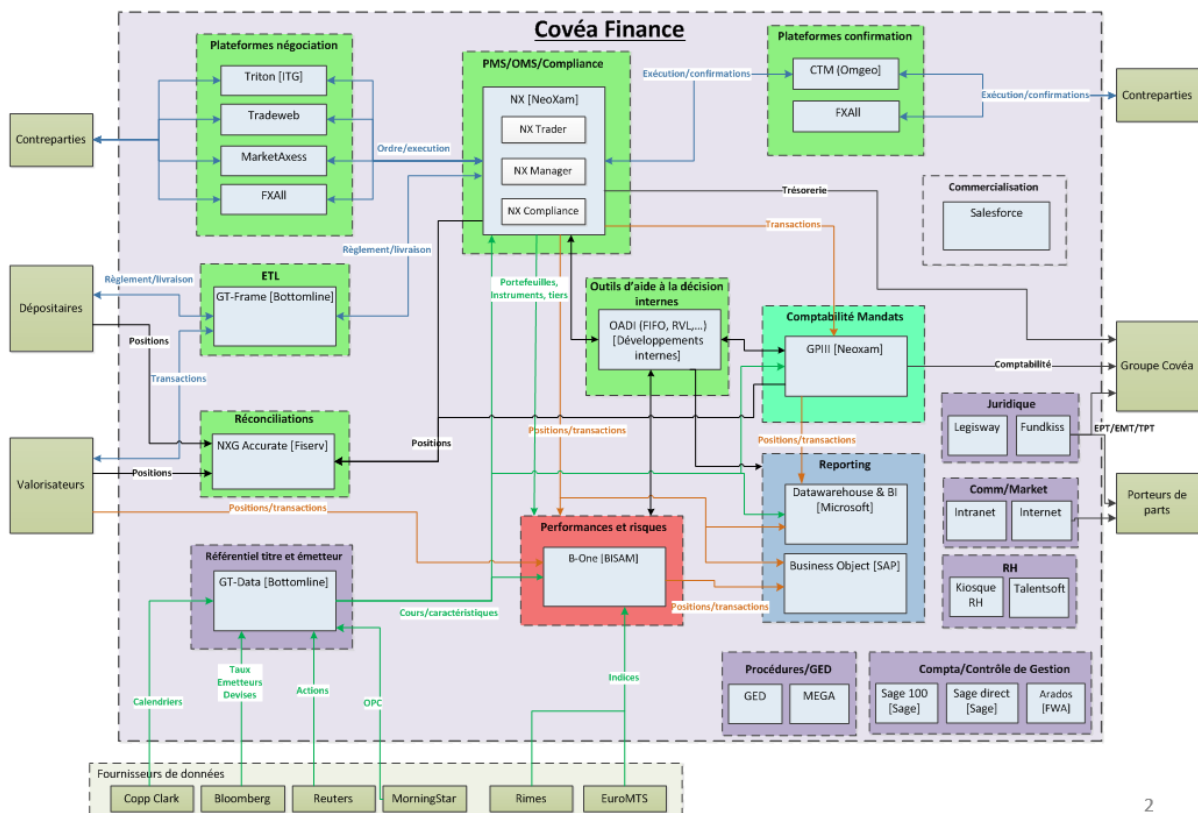 Covéa Finance
Plateformes négociation
Triton [ITG]
Tradeweb
MarketAxess
FXAll
PMS/OMS/Compliance
NX [NeoXam]
NX Trader
NX Manager
NX Compliance
Plateformes confirmation
CTM (Omgeo)
FXAll
Exécution/confirmations
Exécution/confirmations
Contreparties
Contreparties
Ordre/execution
Trésorerie
Commercialisation
Salesforce
Transactions
Règlement/livraison
Règlement/livraison
ETL
GT-Frame [Bottomline]
Dépositaires
Positions
Transactions
Portefeuilles,
Instruments, tiers
Outils d'aide à la décision
internes
OADI (FIFO, RVL,...)
[Développements
internes]
Comptabilité Mandats
GPIII [Neoxam]
Comptabilité
Groupe Covéa
Réconciliations
NXG Accurate [Fiserv]
Positions
Positions
Valorisateurs
Positions/transactions
Positions/transactions
Positions/transactions
Juridique
Legisway
Fundkiss
EPT/EMT/TPT
Reporting
Datawarehouse & BI
[Microsoft]
Business Object [SAP]
Comm/Market
Intranet
Internet
Porteurs de
parts
Performances et risques
B-One [BISAM]
Positions/transactions
Référentiel titre et émetteur
GT-Data [Bottomline]
Cours/caractéristiques
RH
Kiosque
RH
Talentsoft
Procédures/GED
GED
MEGA
Compta/Contrôle de Gestion
Sage 100
[Sage]
Sage direct
[Sage]
Arados
(FWA)
Calendriers
Taux
Emetteurs
Devises
Actions
OPC
Indices
Fournisseurs de données
Copp Clark
Bloomberg
Reuters
MorningStar
Rimes
EuroMTS
2